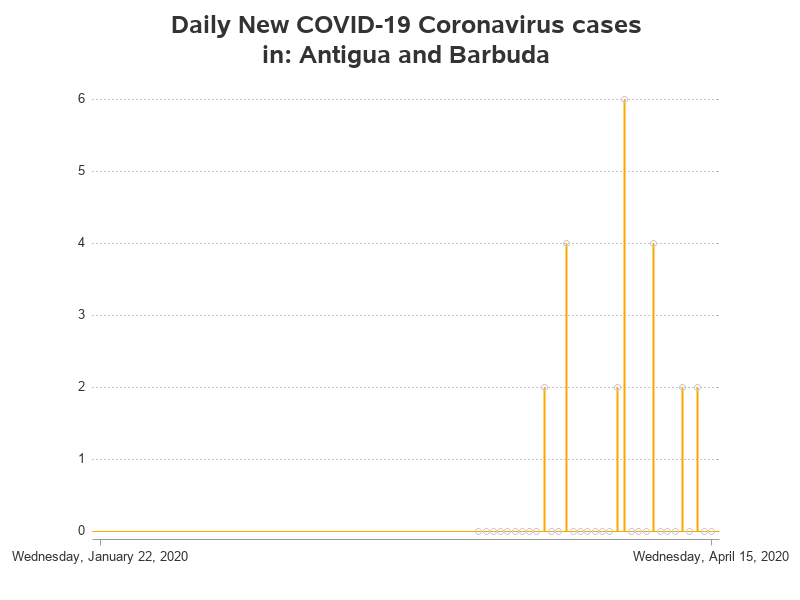 Daily New COVID-19 Coronavirus cases
in: Antigua and Barbuda
6
5
4
3
2
1
0
Wednesday, January 22, 2020 Wednesday, April 15, 2020